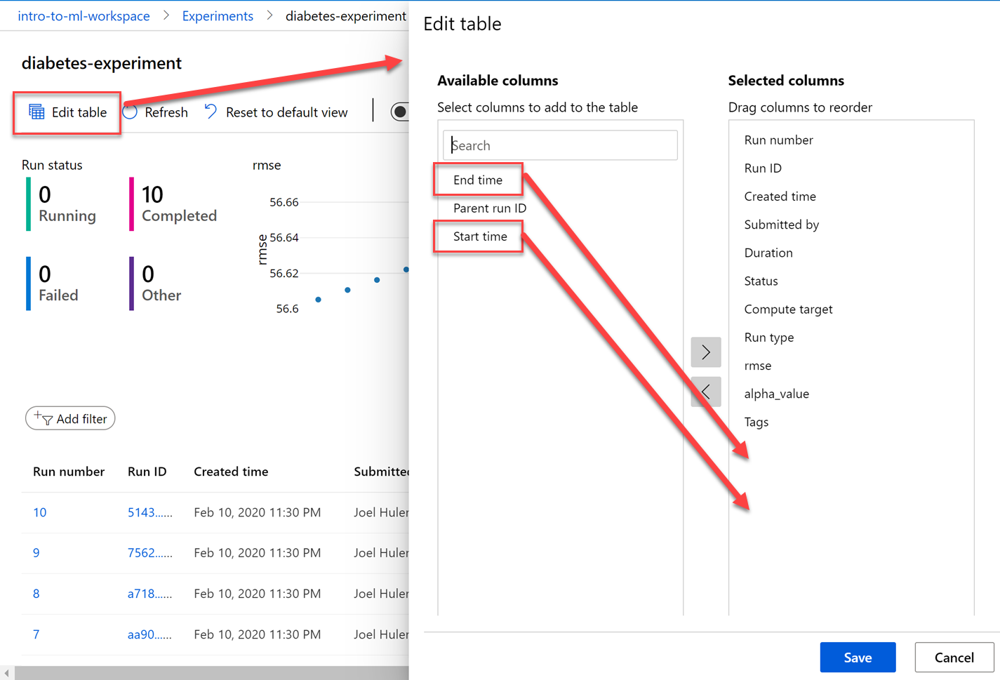 intro-to-ml-workspace > Experiments > diabetes-experiment
diabetes-experiment
Edit table
Refresh
Reset to default view
Run status
0
Running
10
Completed
0
Failed
0
Other
rmse
rmse
56.66
56.64
56.62
56.6
Add filter
Run number Run ID Created time Submitte
10 5143...... Feb 10, 2020 11:30 PM Joel Huler
9 7562...... Feb 10, 2020 11:30 PM Joel Huler
8 a718...... Feb 10, 2020 11:30 PM Joel Huler
7 aa90...... Feb 10, 2020 11:30 PM Joel Huler
Edit table
Available columns
Select columns to add to the table
Search
End time
Parent run ID
Start time
Selected columns
Drag columns to reorder
Run number
Run ID
Created time
Submitted by
Duration
Status
Compute target
Run type
rmse
alpha_value
Tags
Save
Cancel